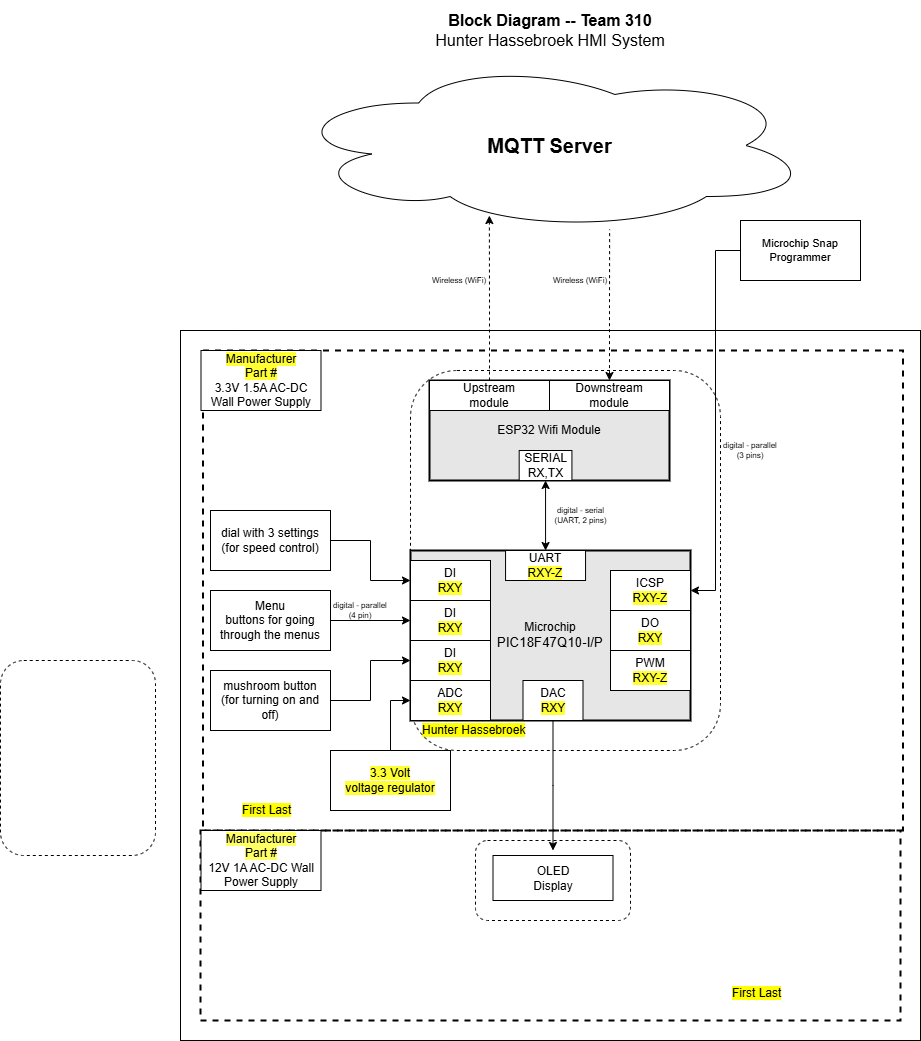 Block Diagram -- Team 310
Hunter Hassebroek HMI System
MQTT Server
Microchip Snap
Programmer
Wireless (WiFi)
Wireless (WiFi)
Manufacturer
Part #
3.3V 1.5A AC-DC
Wall Power Supply
Upstream
module
Downstream
module
ESP32 Wifi Module
SERIAL
RX,TX
digital - parallel
(3 pins)
digital - serial
(UART, 2 pins)
dial with 3 settings
(for speed control)
Menu
buttons for going
through the menus
digital - parallel
(4 pin)
mushroom button
(for turning on and
off)
UART
RXY-Z
DI
RXY
DI
RXY
DI
RXY
ADC
RXY
Microchip
PIC18F47Q10-I/P
ICSP
RXY-Z
DO
RXY
PWM
RXY-Z
DAC
RXY
Hunter Hassebroek
3.3 Volt
voltage regulator
First Last
Manufacturer
Part #
12V 1A AC-DC Wall
Power Supply
OLED
Display
First Last